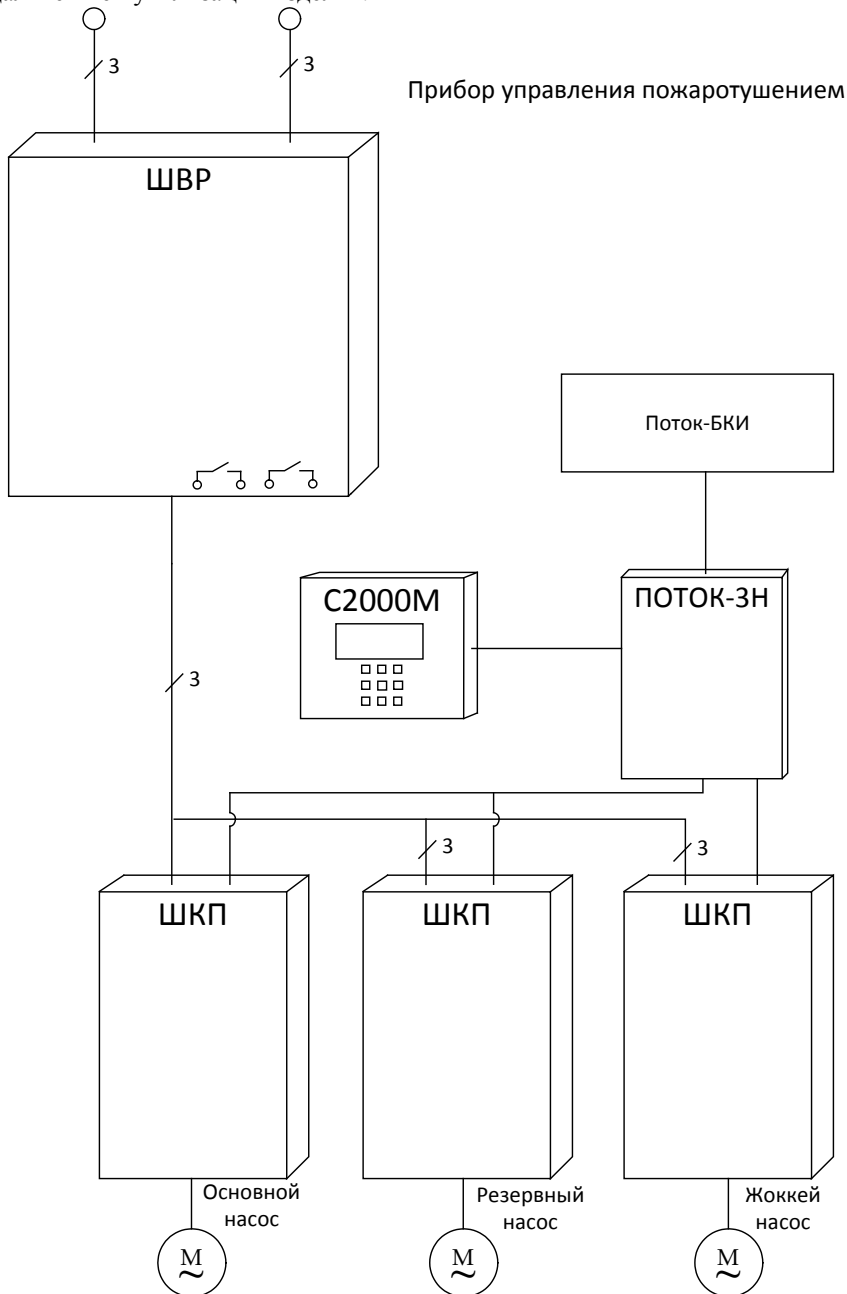 3
3
Прибор управления пожаротушением
ШВР
Поток-БКИ
С2000М
ПОТОК-3Н
3
3
3
ШКП
ШКП
ШКП
Основной
насос
Резервный
насос
Жоккей
насос
М
~
М
~
М
~